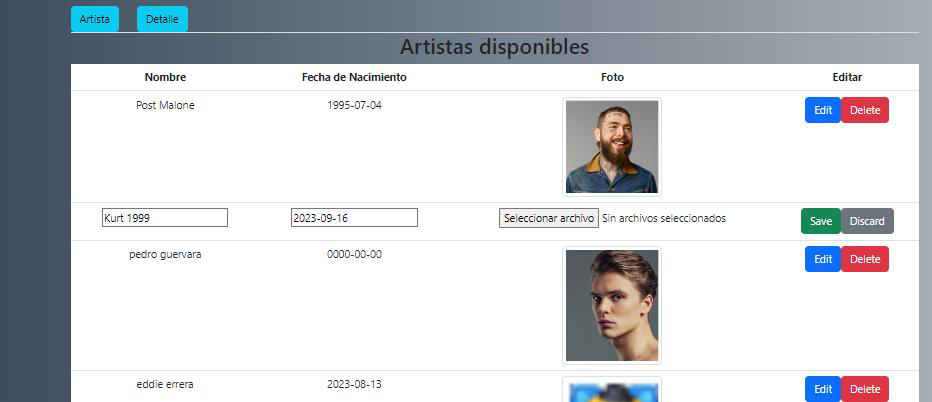 Artista Detalle
Artistas disponibles
Nombre Fecha de Nacimiento Foto Editar
Post Malone 1995-07-04 Edit Delete
Kurt 1999 2023-09-16 Seleccionar archivo Sin archivos seleccionados Save Discard
pedro guervara 0000-00-00 Edit Delete
eddie errera 2023-08-13 Edit Delete